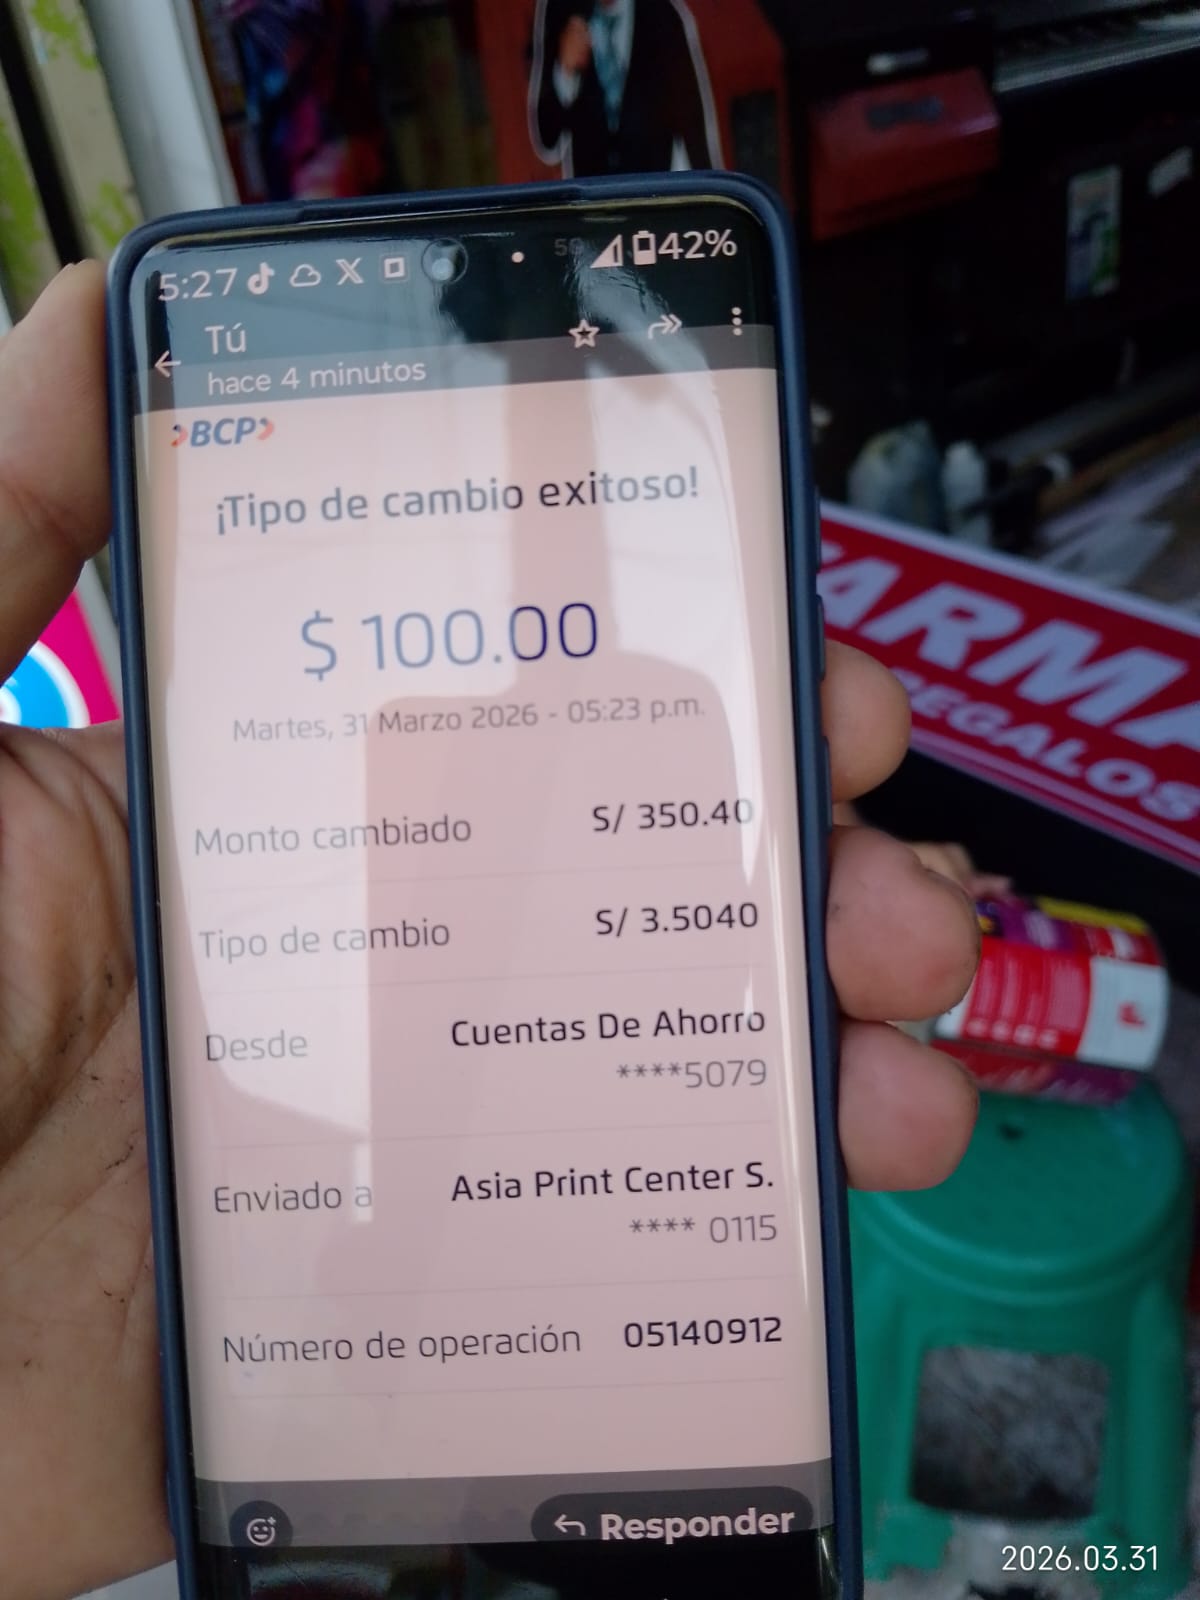 5:27 42%
Tú
hace 4 minutos
BCP
¡Tipo de cambio exitoso!
$ 100.00
Martes, 31 Marzo 2026 - 05:23 p.m.
Monto cambiado S/ 350.40
Tipo de cambio S/ 3.5040
Desde Cuentas De Ahorro
****5079
Enviado a Asia Print Center S.
**** 0115
Número de operación 05140912
Responder
ARMA
REGALOS
2026.03.31